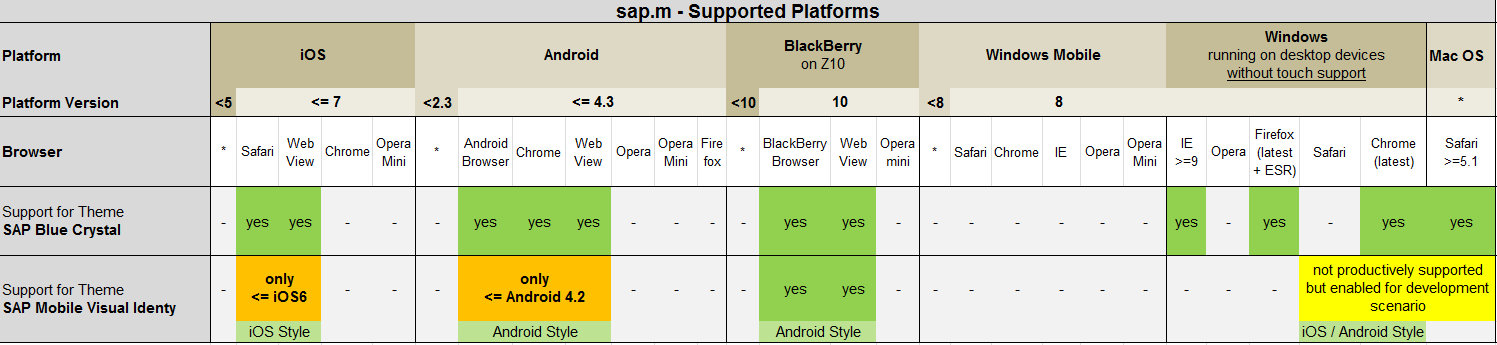 sap.m - Supported Platforms
Platform iOS Android BlackBerry on Z10 Windows Mobile Windows running on desktop devices without touch support Mac OS
Platform Version <5 <= 7 <2.3 <= 4.3 <10 10 <8 8 *
Browser * Safari Web View Chrome Opera Mini * Android Browser Chrome Web View Opera Opera Mini Fire fox * BlackBerry Browser Web View Opera mini * Safari Chrome IE Opera Opera Mini IE >=9 Opera Firefox (latest + ESR) Safari Chrome (latest) Safari >=5.1
Support for Theme
SAP Blue Crystal - yes yes - - - yes yes yes - - - - yes yes - - - - - - - yes - yes - yes yes
Support for Theme
SAP Mobile Visual Identy - only <= iOS6 - - - only <= Android 4.2 - - - - yes yes - - - - - - - - - - not productively supported but enabled for development scenario
iOS Style Android Style Android Style iOS / Android Style